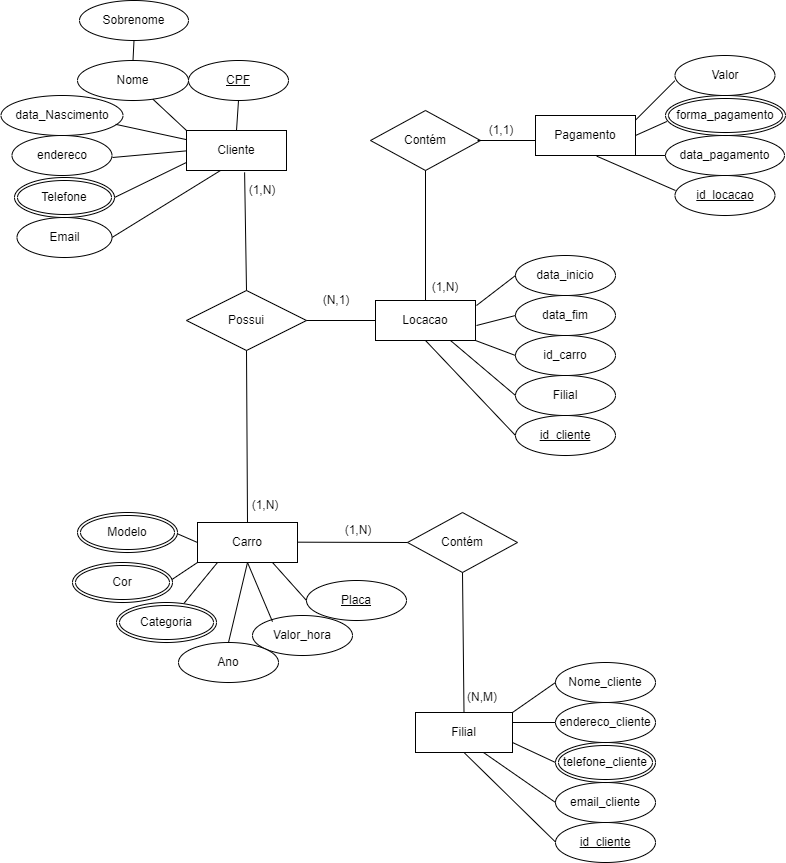 Sobrenome
Nome
CPF
data_Nascimento
endereco
Telefone
Email
Cliente
(1,N)
Contém
(1,1)
Pagamento
Valor
forma_pagamento
data_pagamento
id_locacao
Possui
(N,1)
(1,N)
Locacao
data_inicio
data_fim
id_carro
Filial
id_cliente
(1,N)
Modelo
Carro
(1,N)
Contém
Cor
Categoria
Placa
Valor_hora
Ano
(N,M)
Filial
Nome_cliente
endereco_cliente
telefone_cliente
email_cliente
id_cliente